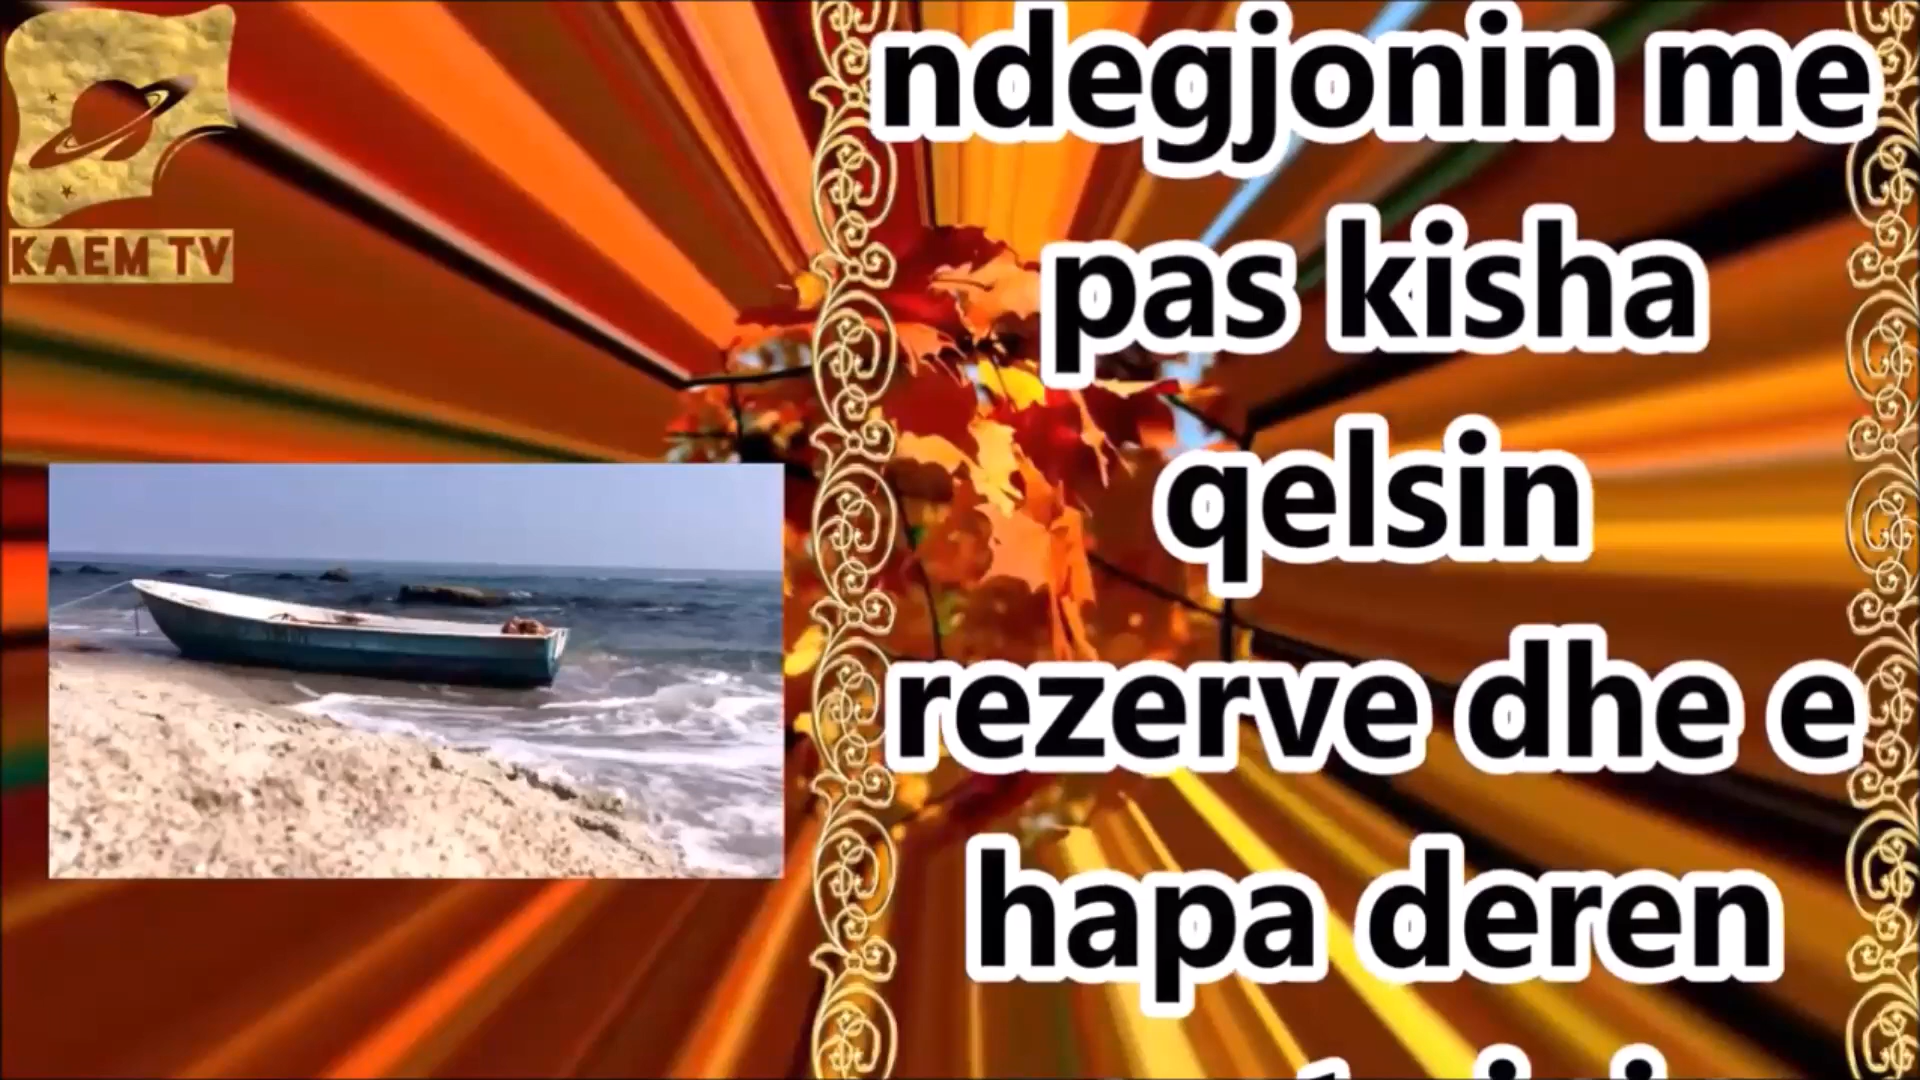 KAEM TV
ndegjonin me
pas kisha
qelsin
rezerve dhe e
hapa deren